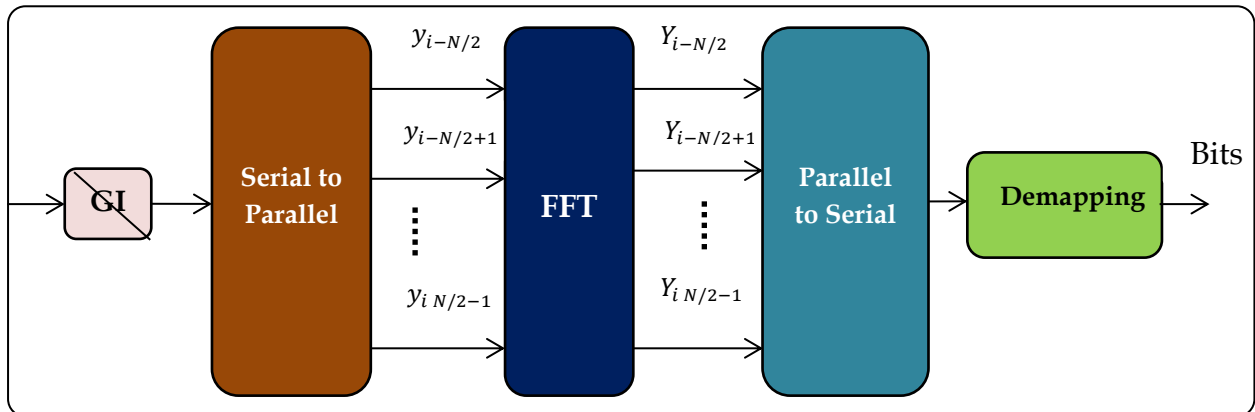 GI
Serial to
Parallel
y_{i−N/2}
y_{i−N/2+1}
y_{i N/2−1}
FFT
Y_{i−N/2}
Y_{i−N/2+1}
Y_{i N/2−1}
Parallel
to Serial
Demapping
Bits